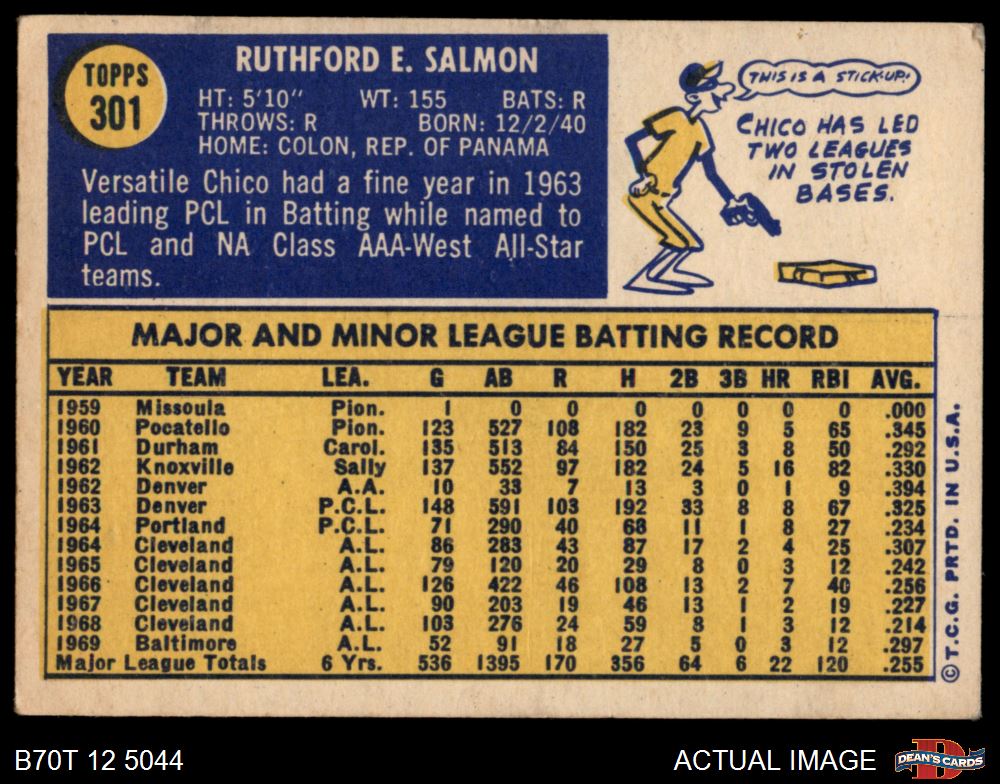 TOPPS
301
RUTHFORD E. SALMON
HT: 5'10" WT: 155 BATS: R
THROWS: R BORN: 12/2/40
HOME: COLON, REP. OF PANAMA
Versatile Chico had a fine year in 1963
leading PCL in Batting while named to
PCL and NA Class AAA-West All-Star
teams.
THIS IS A STICK-UP!
CHICO HAS LED
TWO LEAGUES
IN STOLEN
BASES.
MAJOR AND MINOR LEAGUE BATTING RECORD
YEAR TEAM LEA. G AB R H 2B 3B HR RBI AVG.
1959 Missoula Pion. 1 0 0 0 0 0 0 0 .000
1960 Pocatello Pion. 123 527 108 182 23 9 5 65 .345
1961 Durham Carol. 135 513 84 150 25 3 8 50 .292
1962 Knoxville Sally 137 552 97 182 24 5 16 82 .330
1962 Denver A.A. 10 33 7 13 3 0 1 9 .394
1963 Denver P.C.L. 148 591 103 192 33 8 8 67 .325
1964 Portland P.C.L. 71 290 40 68 11 1 8 27 .234
1964 Cleveland A.L. 86 283 43 87 17 2 4 25 .307
1965 Cleveland A.L. 79 120 20 29 8 0 3 12 .242
1966 Cleveland A.L. 126 422 46 108 13 2 7 40 .256
1967 Cleveland A.L. 90 203 19 46 13 1 2 19 .227
1968 Cleveland A.L. 103 276 24 59 8 1 3 12 .214
1969 Baltimore A.L. 52 91 18 27 5 0 3 12 .297
Major League Totals 6 Yrs. 536 1395 170 356 64 6 22 120 .255
© T.C.G. PRTD. IN U.S.A.
B70T 12 5044
ACTUAL IMAGE
D
DEAN'S CARDS